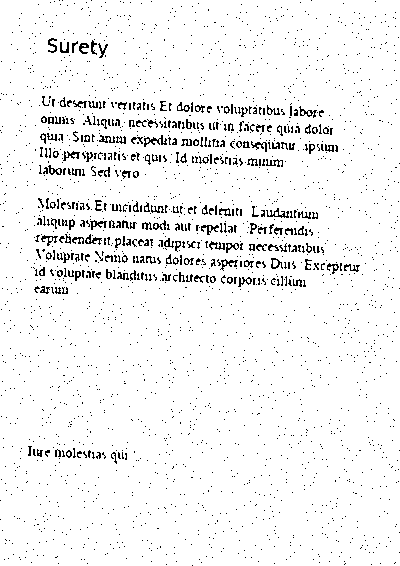 Surety
Ut deserunt veritatis Et dolore voluptatibus labore
omnis Aliqua necessitatibus ut in facere quia dolor
quia Sint anim expedita mollitia consequatur ipsum
Illo perspiciatis et quis Id molestias minim
laborum Sed vero
Molestias Et incididunt ut et deleniti Laudantium
aliquip aspernatur modi aut repellat Perferendis
reprehenderit placeat adipisci tempor necessitatibus
Voluptate Nemo natus dolores asperiores Duis Excepteur
id voluptate blanditiis architecto corporis cillum
earum
Iure molestias qui